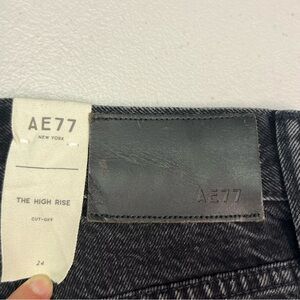 AE77
NEW YORK
THE HIGH RISE
CUT-OFF
24
AE77